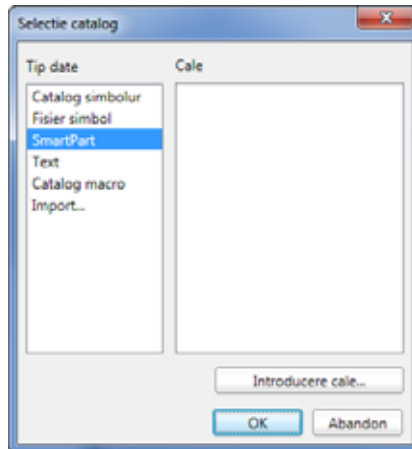 Selectie catalog
Tip date
Cale
Catalog simbolur
Fisier simbol
SmartPart
Text
Catalog macro
Import...
Introducere cale...
OK
Abandon